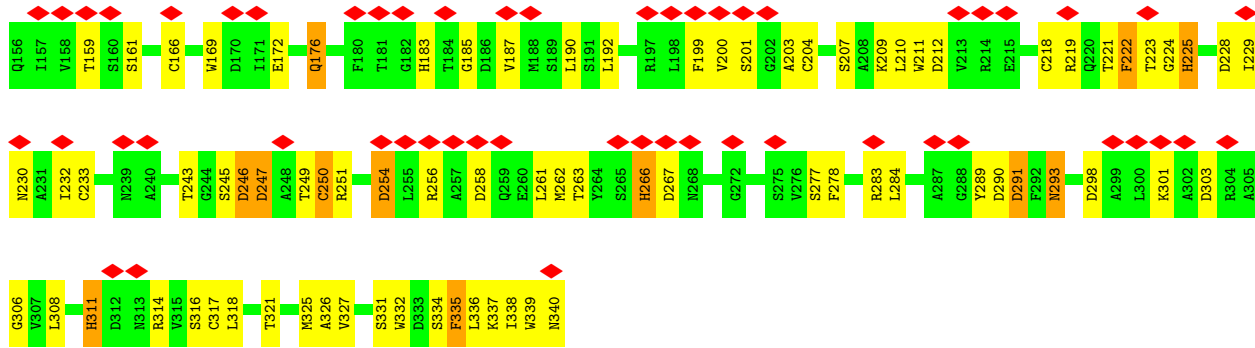 Q156 I157 V158 T159 S160 S161 C166 W169 D170 I171 E172 Q176 F180 T181 G182 H183 T184 G185 D186 V187 M188 S189 L190 S191 L192 R197 L198 F199 V200 S201 G202 A203 C204 S207 A208 K209 L210 W211 D212 V213 R214 E215 C218 R219 Q220 T221 F222 T223 G224 H225 D228 I229
N230 A231 I232 C233 N239 A240 T243 G244 S245 D246 D247 A248 T249 C250 R251 D254 L255 R256 A257 D258 Q259 E260 L261 M262 T263 Y264 S265 H266 D267 N268 G272 S275 V276 S277 F278 R283 L284 A287 G288 Y289 D290 D291 F292 N293 D298 A299 L300 K301 A302 D303 R304 A305
G306 V307 L308 H311 D312 N313 R314 V315 S316 C317 L318 T321 M325 A326 V327 S331 W332 D333 S334 F335 L336 K337 I338 W339 N340